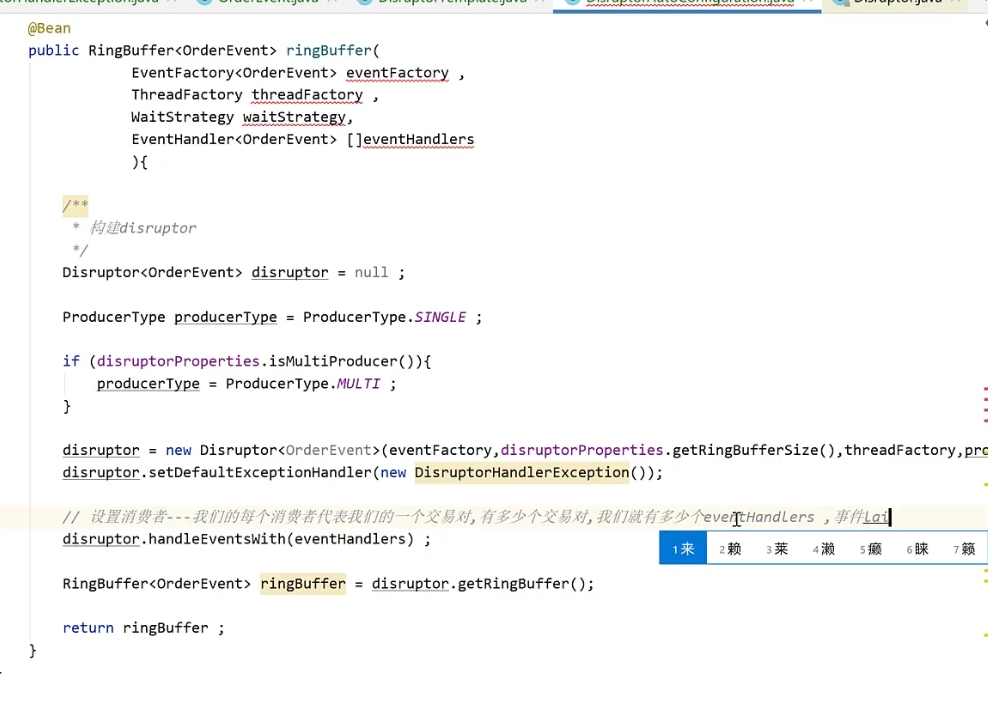 HandlerException.java OrderEvent.java DisruptorTemplate.java DisruptorAutoConfiguration.java Disruptor.java
@Bean
public RingBuffer<OrderEvent> ringBuffer(
EventFactory<OrderEvent> eventFactory ,
ThreadFactory threadFactory ,
WaitStrategy waitStrategy,
EventHandler<OrderEvent> []eventHandlers
){
/**
* 构建disruptor
*/
Disruptor<OrderEvent> disruptor = null ;
ProducerType producerType = ProducerType.SINGLE ;
if (disruptorProperties.isMultiProducer()){
producerType = ProducerType.MULTI ;
}
disruptor = new Disruptor<OrderEvent>(eventFactory,disruptorProperties.getRingBufferSize(),threadFactory,pro
disruptor.setDefaultExceptionHandler(new DisruptorHandlerException());
// 设置消费者---我们的每个消费者代表我们的一个交易对,有多少个交易对,我们就有多少个eventHandlers ,事件lai
disruptor.handleEventsWith(eventHandlers) ;
1来 2赖 3莱 4濑 5癞 6睐 7籁
RingBuffer<OrderEvent> ringBuffer = disruptor.getRingBuffer();
return ringBuffer ;
}